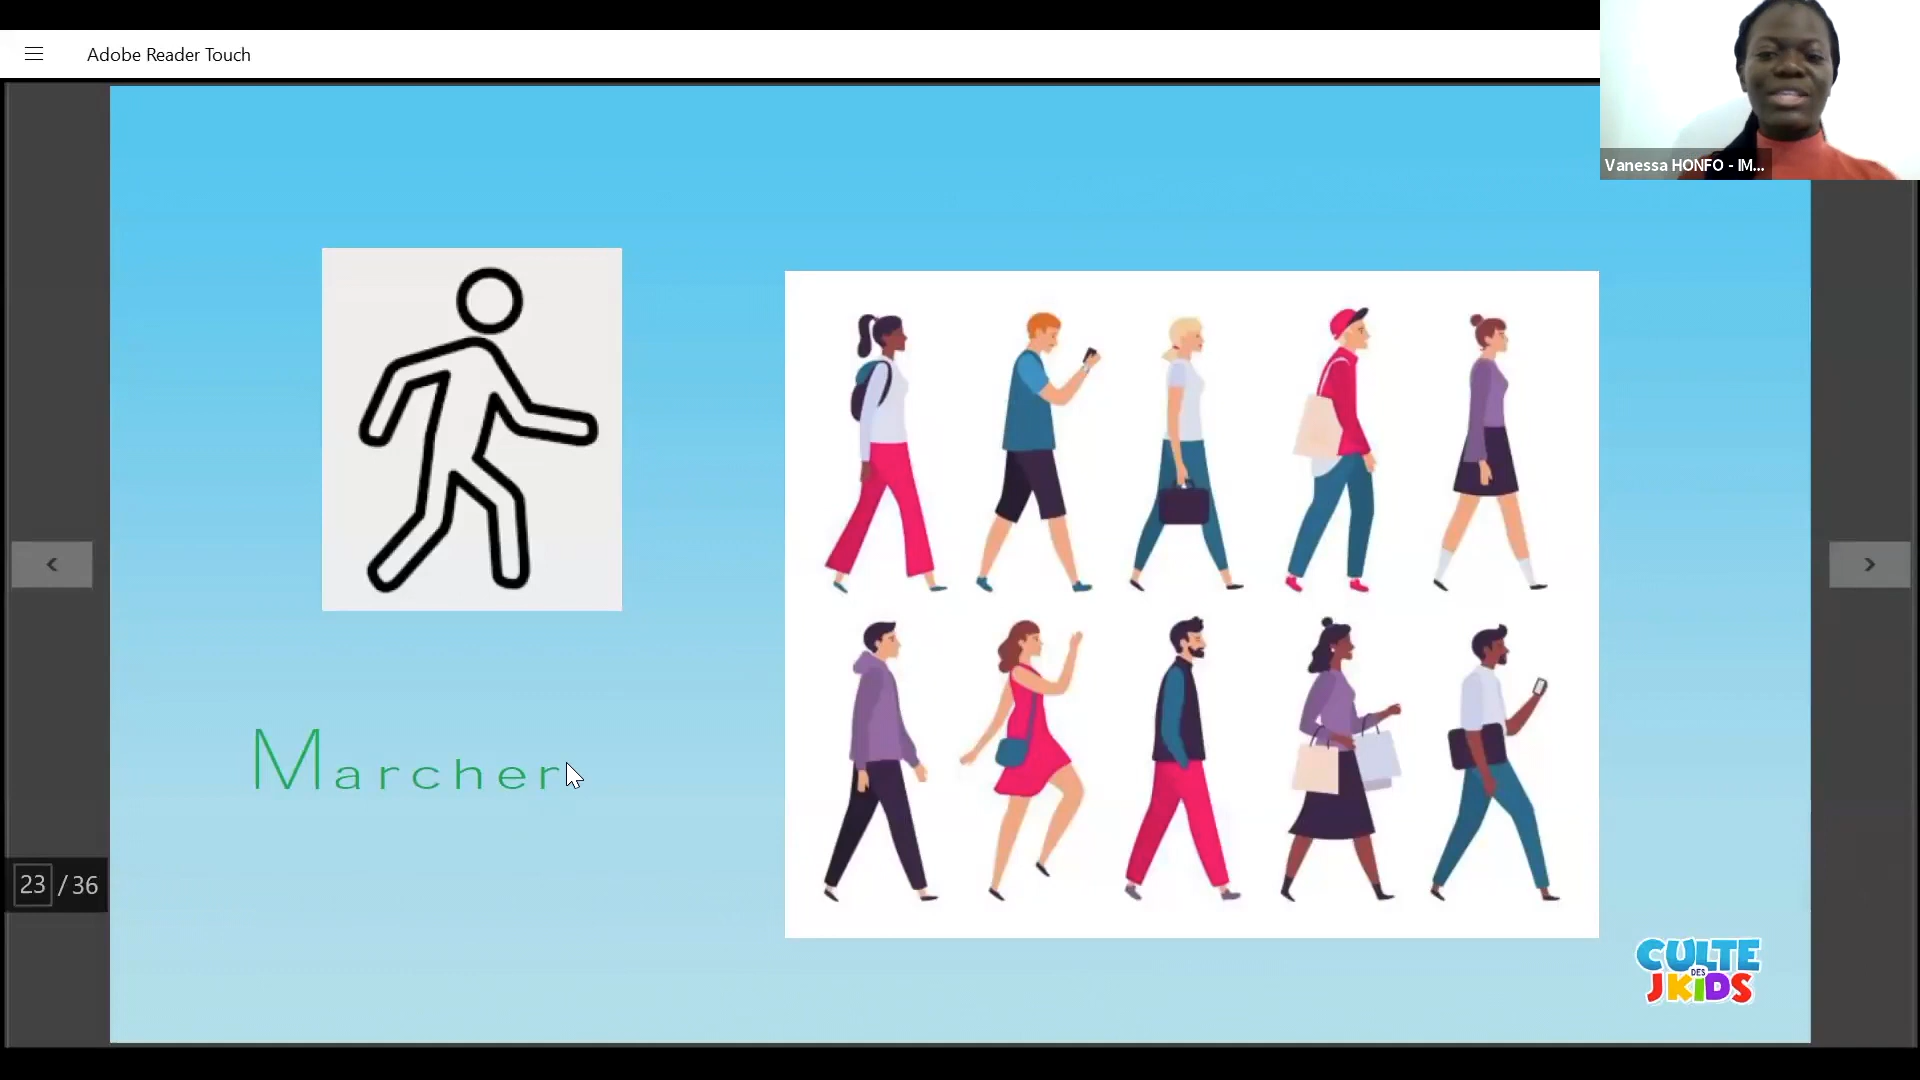 Adobe Reader Touch
Vanessa HONFO - IM...
Marcher
23 / 36
CULTE
DES
JKIDS